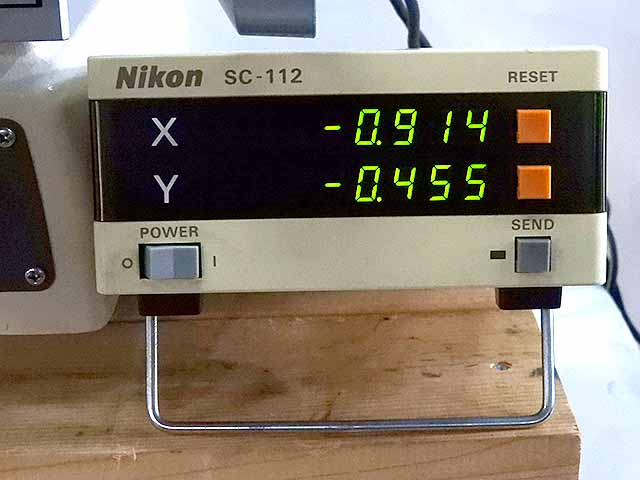 Nikon SC-112 RESET
X -0.914
Y -0.455
POWER SEND
O I